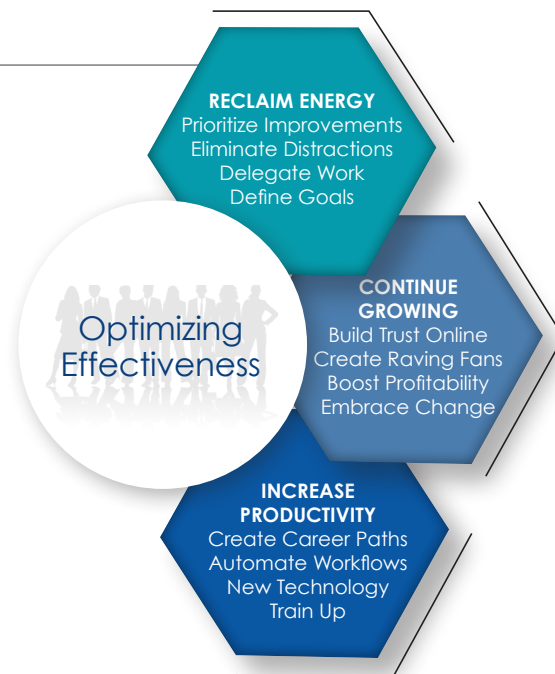 RECLAIM ENERGY
Prioritize Improvements
Eliminate Distractions
Delegate Work
Define Goals
Optimizing
Effectiveness
CONTINUE
GROWING
Build Trust Online
Create Raving Fans
Boost Profitability
Embrace Change
INCREASE
PRODUCTIVITY
Create Career Paths
Automate Workflows
New Technology
Train Up